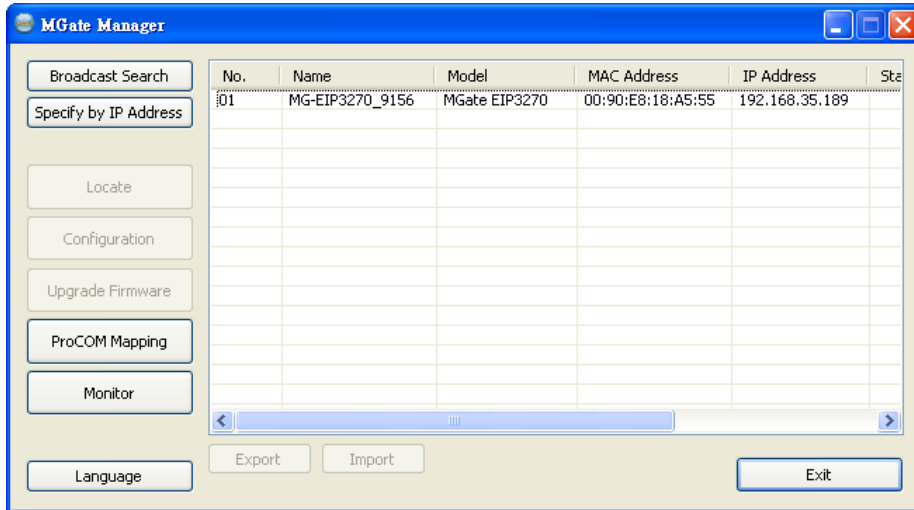 MGate Manager
Broadcast Search
Specify by IP Address
Locate
Configuration
Upgrade Firmware
ProCOM Mapping
Monitor
Language
No. Name Model MAC Address IP Address Sta
01 MG-EIP3270_9156 MGate EIP3270 00:90:E8:18:A5:55 192.168.35.189
Export Import
Exit